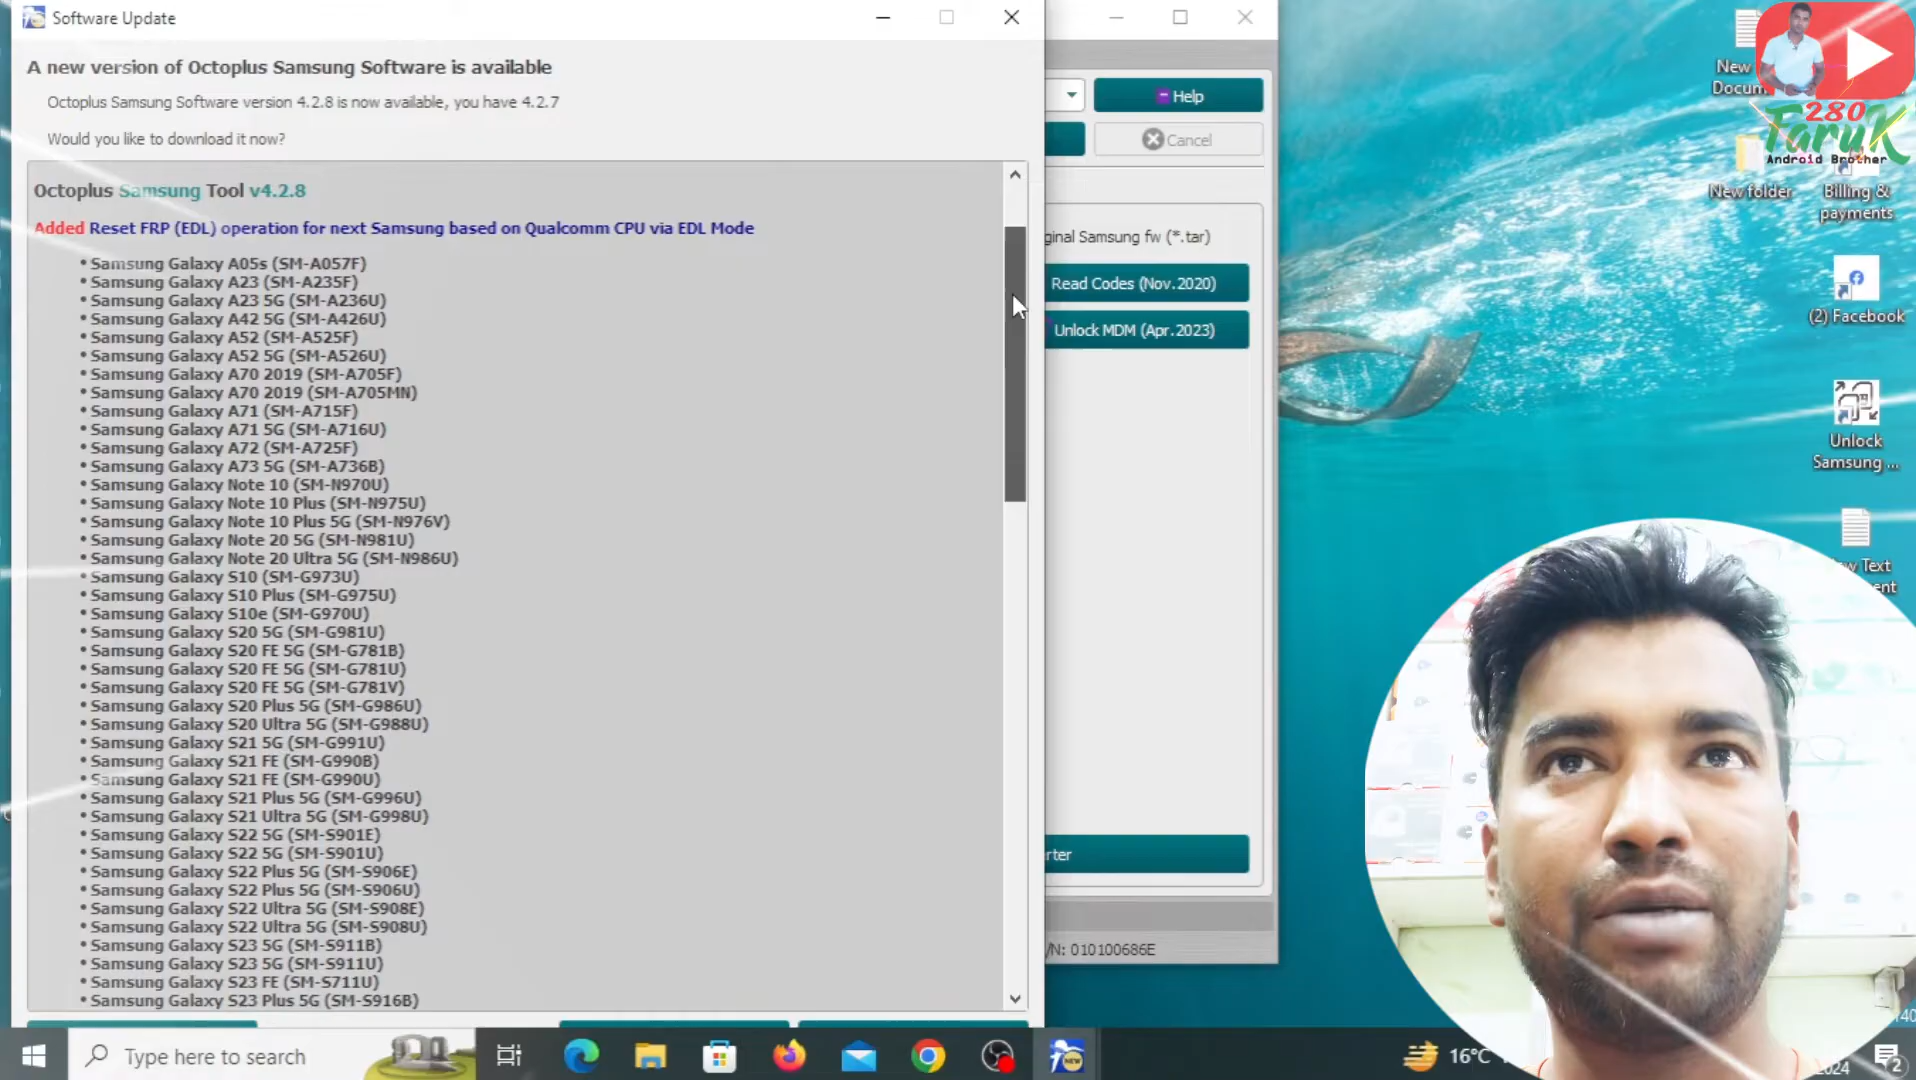 Software Update
A new version of Octoplus Samsung Software is available
Octoplus Samsung Software version 4.2.8 is now available, you have 4.2.7
Would you like to download it now?
Octoplus Samsung Tool v4.2.8
Added Reset FRP (EDL) operation for next Samsung based on Qualcomm CPU via EDL Mode
• Samsung Galaxy A05s (SM-A057F)
• Samsung Galaxy A23 (SM-A235F)
• Samsung Galaxy A23 5G (SM-A236U)
• Samsung Galaxy A42 5G (SM-A426U)
• Samsung Galaxy A52 (SM-A525F)
• Samsung Galaxy A52 5G (SM-A526U)
• Samsung Galaxy A70 2019 (SM-A705F)
• Samsung Galaxy A70 2019 (SM-A705MN)
• Samsung Galaxy A71 (SM-A715F)
• Samsung Galaxy A71 5G (SM-A716U)
• Samsung Galaxy A72 (SM-A725F)
• Samsung Galaxy A73 5G (SM-A736B)
• Samsung Galaxy Note 10 (SM-N970U)
• Samsung Galaxy Note 10 Plus (SM-N975U)
• Samsung Galaxy Note 10 Plus 5G (SM-N976V)
• Samsung Galaxy Note 20 5G (SM-N981U)
• Samsung Galaxy Note 20 Ultra 5G (SM-N986U)
• Samsung Galaxy S10 (SM-G973U)
• Samsung Galaxy S10 Plus (SM-G975U)
• Samsung Galaxy S10e (SM-G970U)
• Samsung Galaxy S20 5G (SM-G981U)
• Samsung Galaxy S20 FE 5G (SM-G781B)
• Samsung Galaxy S20 FE 5G (SM-G781U)
• Samsung Galaxy S20 FE 5G (SM-G781V)
• Samsung Galaxy S20 Plus 5G (SM-G986U)
• Samsung Galaxy S20 Ultra 5G (SM-G988U)
• Samsung Galaxy S21 5G (SM-G991U)
• Samsung Galaxy S21 FE (SM-G990B)
• Samsung Galaxy S21 FE (SM-G990U)
• Samsung Galaxy S21 Plus 5G (SM-G996U)
• Samsung Galaxy S21 Ultra 5G (SM-G998U)
• Samsung Galaxy S22 5G (SM-S901E)
• Samsung Galaxy S22 5G (SM-S901U)
• Samsung Galaxy S22 Plus 5G (SM-S906E)
• Samsung Galaxy S22 Plus 5G (SM-S906U)
• Samsung Galaxy S22 Ultra 5G (SM-S908E)
• Samsung Galaxy S22 Ultra 5G (SM-S908U)
• Samsung Galaxy S23 5G (SM-S911B)
• Samsung Galaxy S23 5G (SM-S911U)
• Samsung Galaxy S23 FE (SM-S711U)
• Samsung Galaxy S23 Plus 5G (SM-S916B)
Help
Cancel
ginal Samsung fw (*.tar)
Read Codes (Nov.2020)
Unlock MDM (Apr.2023)
rter
/N: 010100686E
New
Docum
280
TaruK
Android Brother
New folder
Billing &
payments
(2) Facebook
Unlock
Samsung ...
w Text
ent
Type here to search
NEW
16°C
2024
2